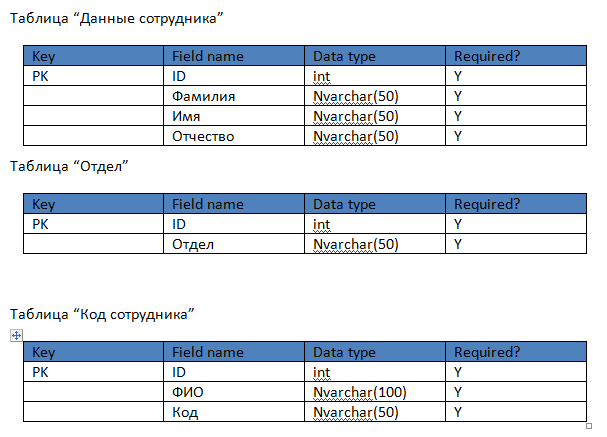 Таблица “Данные сотрудника”
Key Field name Data type Required?
PK ID int Y
Фамилия Nvarchar(50) Y
Имя Nvarchar(50) Y
Отчество Nvarchar(50) Y
Таблица “Отдел”
Key Field name Data type Required?
PK ID int Y
Отдел Nvarchar(50) Y
Таблица “Код сотрудника”
Key Field name Data type Required?
PK ID int Y
ФИО Nvarchar(100) Y
Код Nvarchar(50) Y